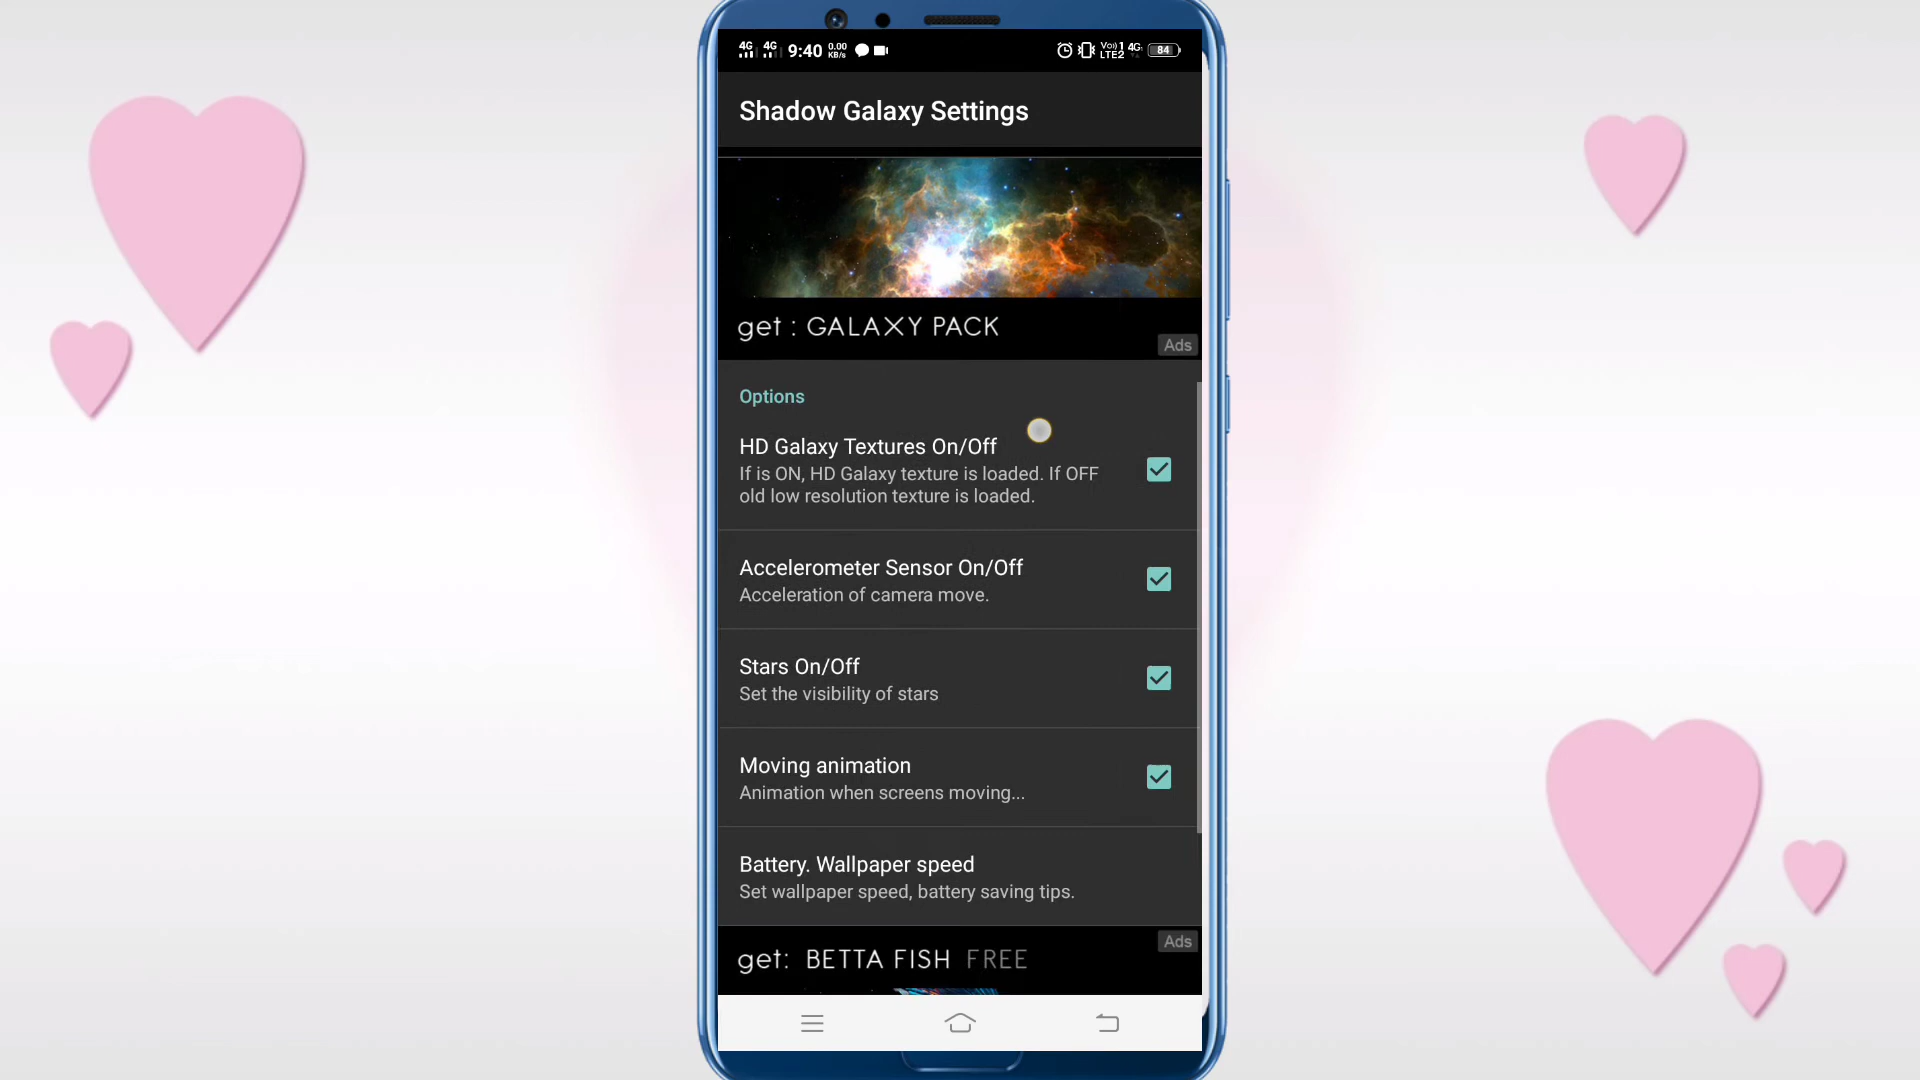 4G 4G 9:40 0.00 KB/s
Vo)) 1 LTE2 4G 84
Shadow Galaxy Settings
get : GALAXY PACK
Ads
Options
HD Galaxy Textures On/Off
If is ON, HD Galaxy texture is loaded. If OFF
old low resolution texture is loaded.
Accelerometer Sensor On/Off
Acceleration of camera move.
Stars On/Off
Set the visibility of stars
Moving animation
Animation when screens moving...
Battery. Wallpaper speed
Set wallpaper speed, battery saving tips.
Ads
get: BETTA FISH FREE